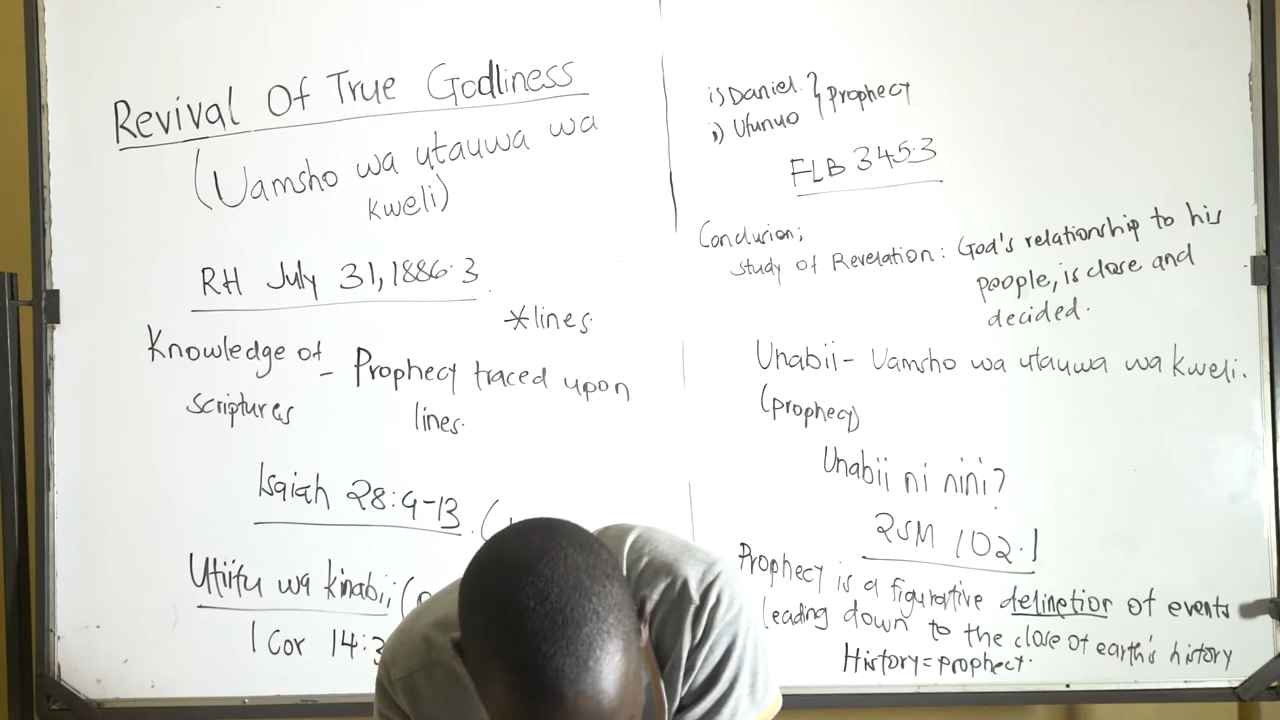 Revival Of True Godliness
(Uamsho wa utauwa wa
kweli)
RH July 31, 1886.3
*lines.
Knowledge of - Prophecy traced upon
scriptures
lines.
Isaiah 28:9-13. (
Utiifu wa kinabii (
1 Cor 14:3
i) Daniel } Prophecy
ii) Ufunuo
FLB 345.3
Conclusion;
study of Revelation: God's relationship to his
people, is close and
decided.
Unabii - Uamsho wa utauwa wa kweli.
(prophecy)
Unabii ni nini?
2SM 102.1
Prophecy is a figurative delinetion of events
leading down to the close of earth's history
History = prophecy.